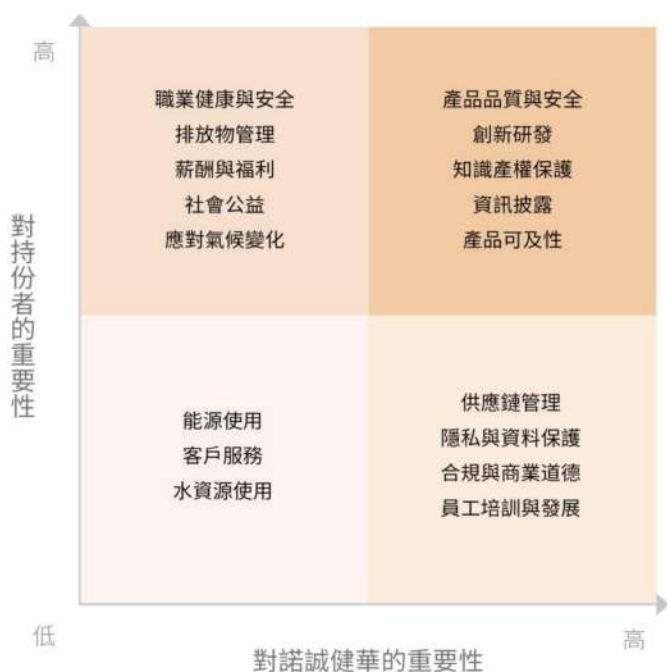 高
職業健康與安全
排放物管理
薪酬與福利
社會公益
應對氣候變化
產品品質與安全
創新研發
知識產權保護
資訊披露
產品可及性
對持份者的重要性
能源使用
客戶服務
水資源使用
供應鏈管理
隱私與資料保護
合規與商業道德
員工培訓與發展
低
高
對諾誠健華的重要性